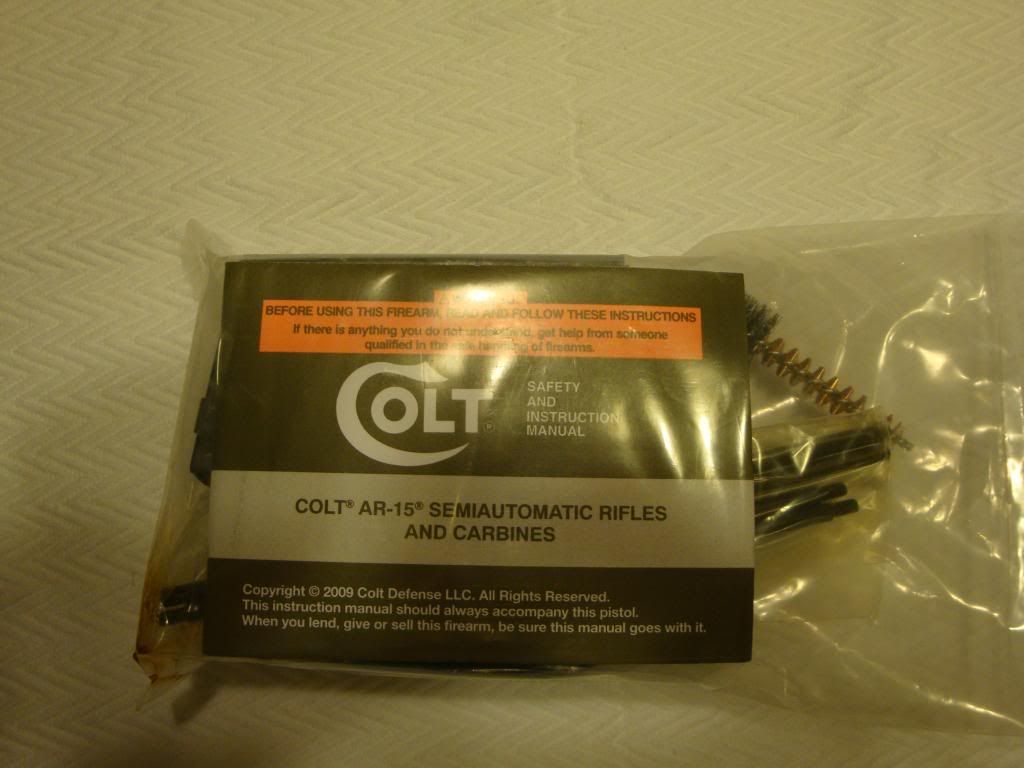 WARNING
BEFORE USING THIS FIREARM, READ AND FOLLOW THESE INSTRUCTIONS
If there is anything you do not understand, get help from someone
qualified in the safe handling of firearms.
COLT®
SAFETY
AND
INSTRUCTION
MANUAL
COLT® AR-15® SEMIAUTOMATIC RIFLES
AND CARBINES
Copyright © 2009 Colt Defense LLC. All Rights Reserved.
This instruction manual should always accompany this pistol.
When you lend, give or sell this firearm, be sure this manual goes with it.